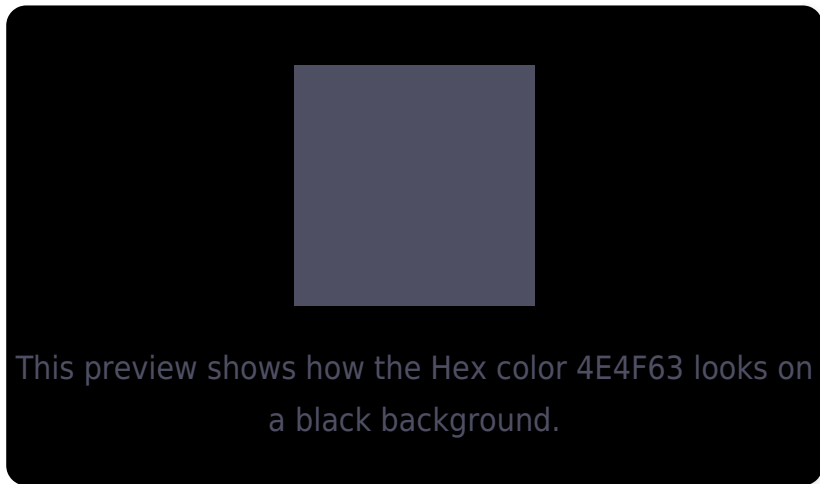 This preview shows how the Hex color 4E4F63 looks on
a black background.